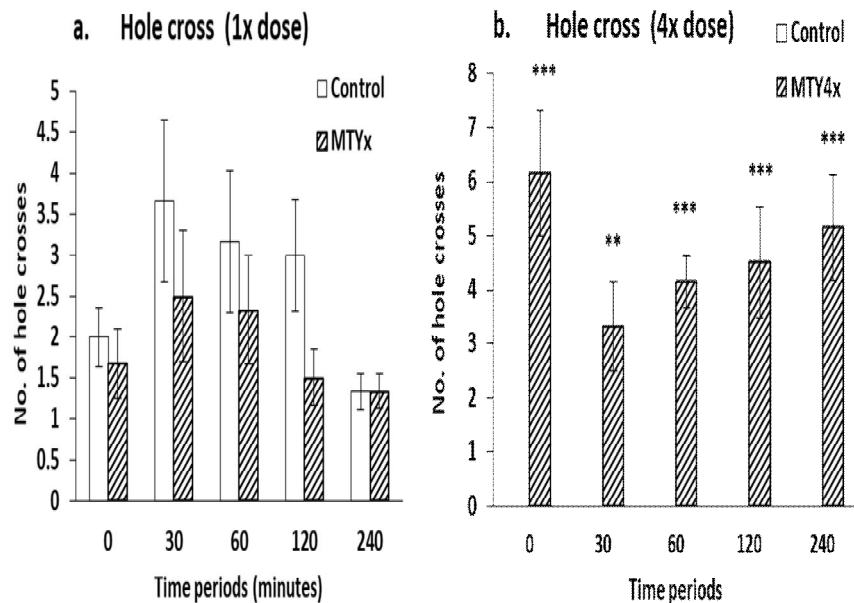 a. Hole cross (1x dose)
Control
MTYx
5
4.5
4
3.5
3
2.5
2
1.5
1
0.5
0
No. of hole crosses
0 30 60 120 240
Time periods (minutes)
b. Hole cross (4x dose)
Control
MTY4x
8
7
6
5
4
3
2
1
0
No. of hole crosses
*** ** *** *** ***
0 30 60 120 240
Time periods